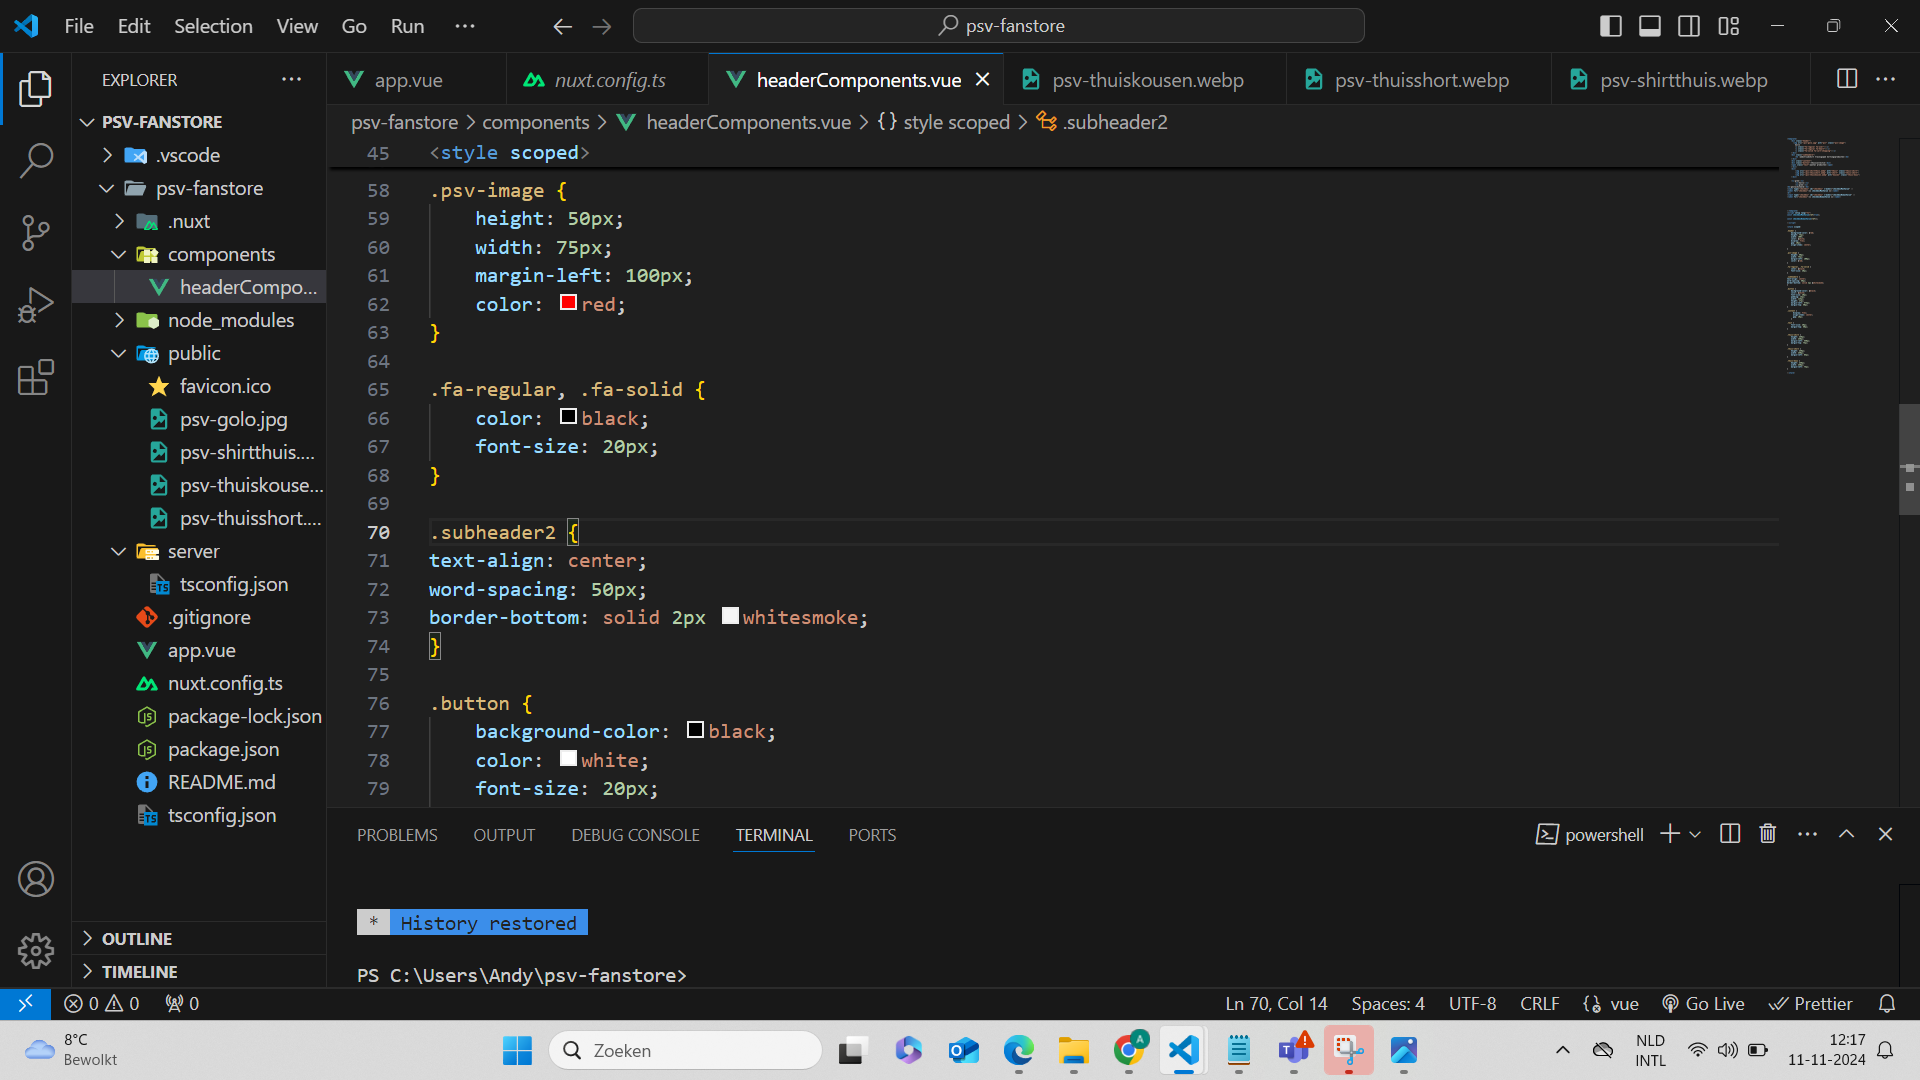 File Edit Selection View Go Run ···
psv-fanstore
EXPLORER
app.vue
nuxt.config.ts
headerComponents.vue
psv-thuiskousen.webp
psv-thuisshort.webp
psv-shirtthuis.webp
PSV-FANSTORE
psv-fanstore > components > headerComponents.vue > {} style scoped > .subheader2
.vscode
psv-fanstore
.nuxt
components
headerCompo...
node_modules
public
favicon.ico
psv-golo.jpg
psv-shirtthuis....
psv-thuiskouse...
psv-thuisshort....
server
tsconfig.json
.gitignore
app.vue
nuxt.config.ts
package-lock.json
package.json
README.md
tsconfig.json
OUTLINE
TIMELINE
45 <style scoped>
58 .psv-image {
59 height: 50px;
60 width: 75px;
61 margin-left: 100px;
62 color: red;
63 }
64
65 .fa-regular, .fa-solid {
66 color: black;
67 font-size: 20px;
68 }
69
70 .subheader2 {
71 text-align: center;
72 word-spacing: 50px;
73 border-bottom: solid 2px whitesmoke;
74 }
75
76 .button {
77 background-color: black;
78 color: white;
79 font-size: 20px;
PROBLEMS OUTPUT DEBUG CONSOLE TERMINAL PORTS
powershell
* History restored
PS C:\Users\Andy\psv-fanstore>
0 0 0
Ln 70, Col 14 Spaces: 4 UTF-8 CRLF vue Go Live Prettier
8°C
Bewolkt
Zoeken
A
NLD
INTL
12:17
11-11-2024